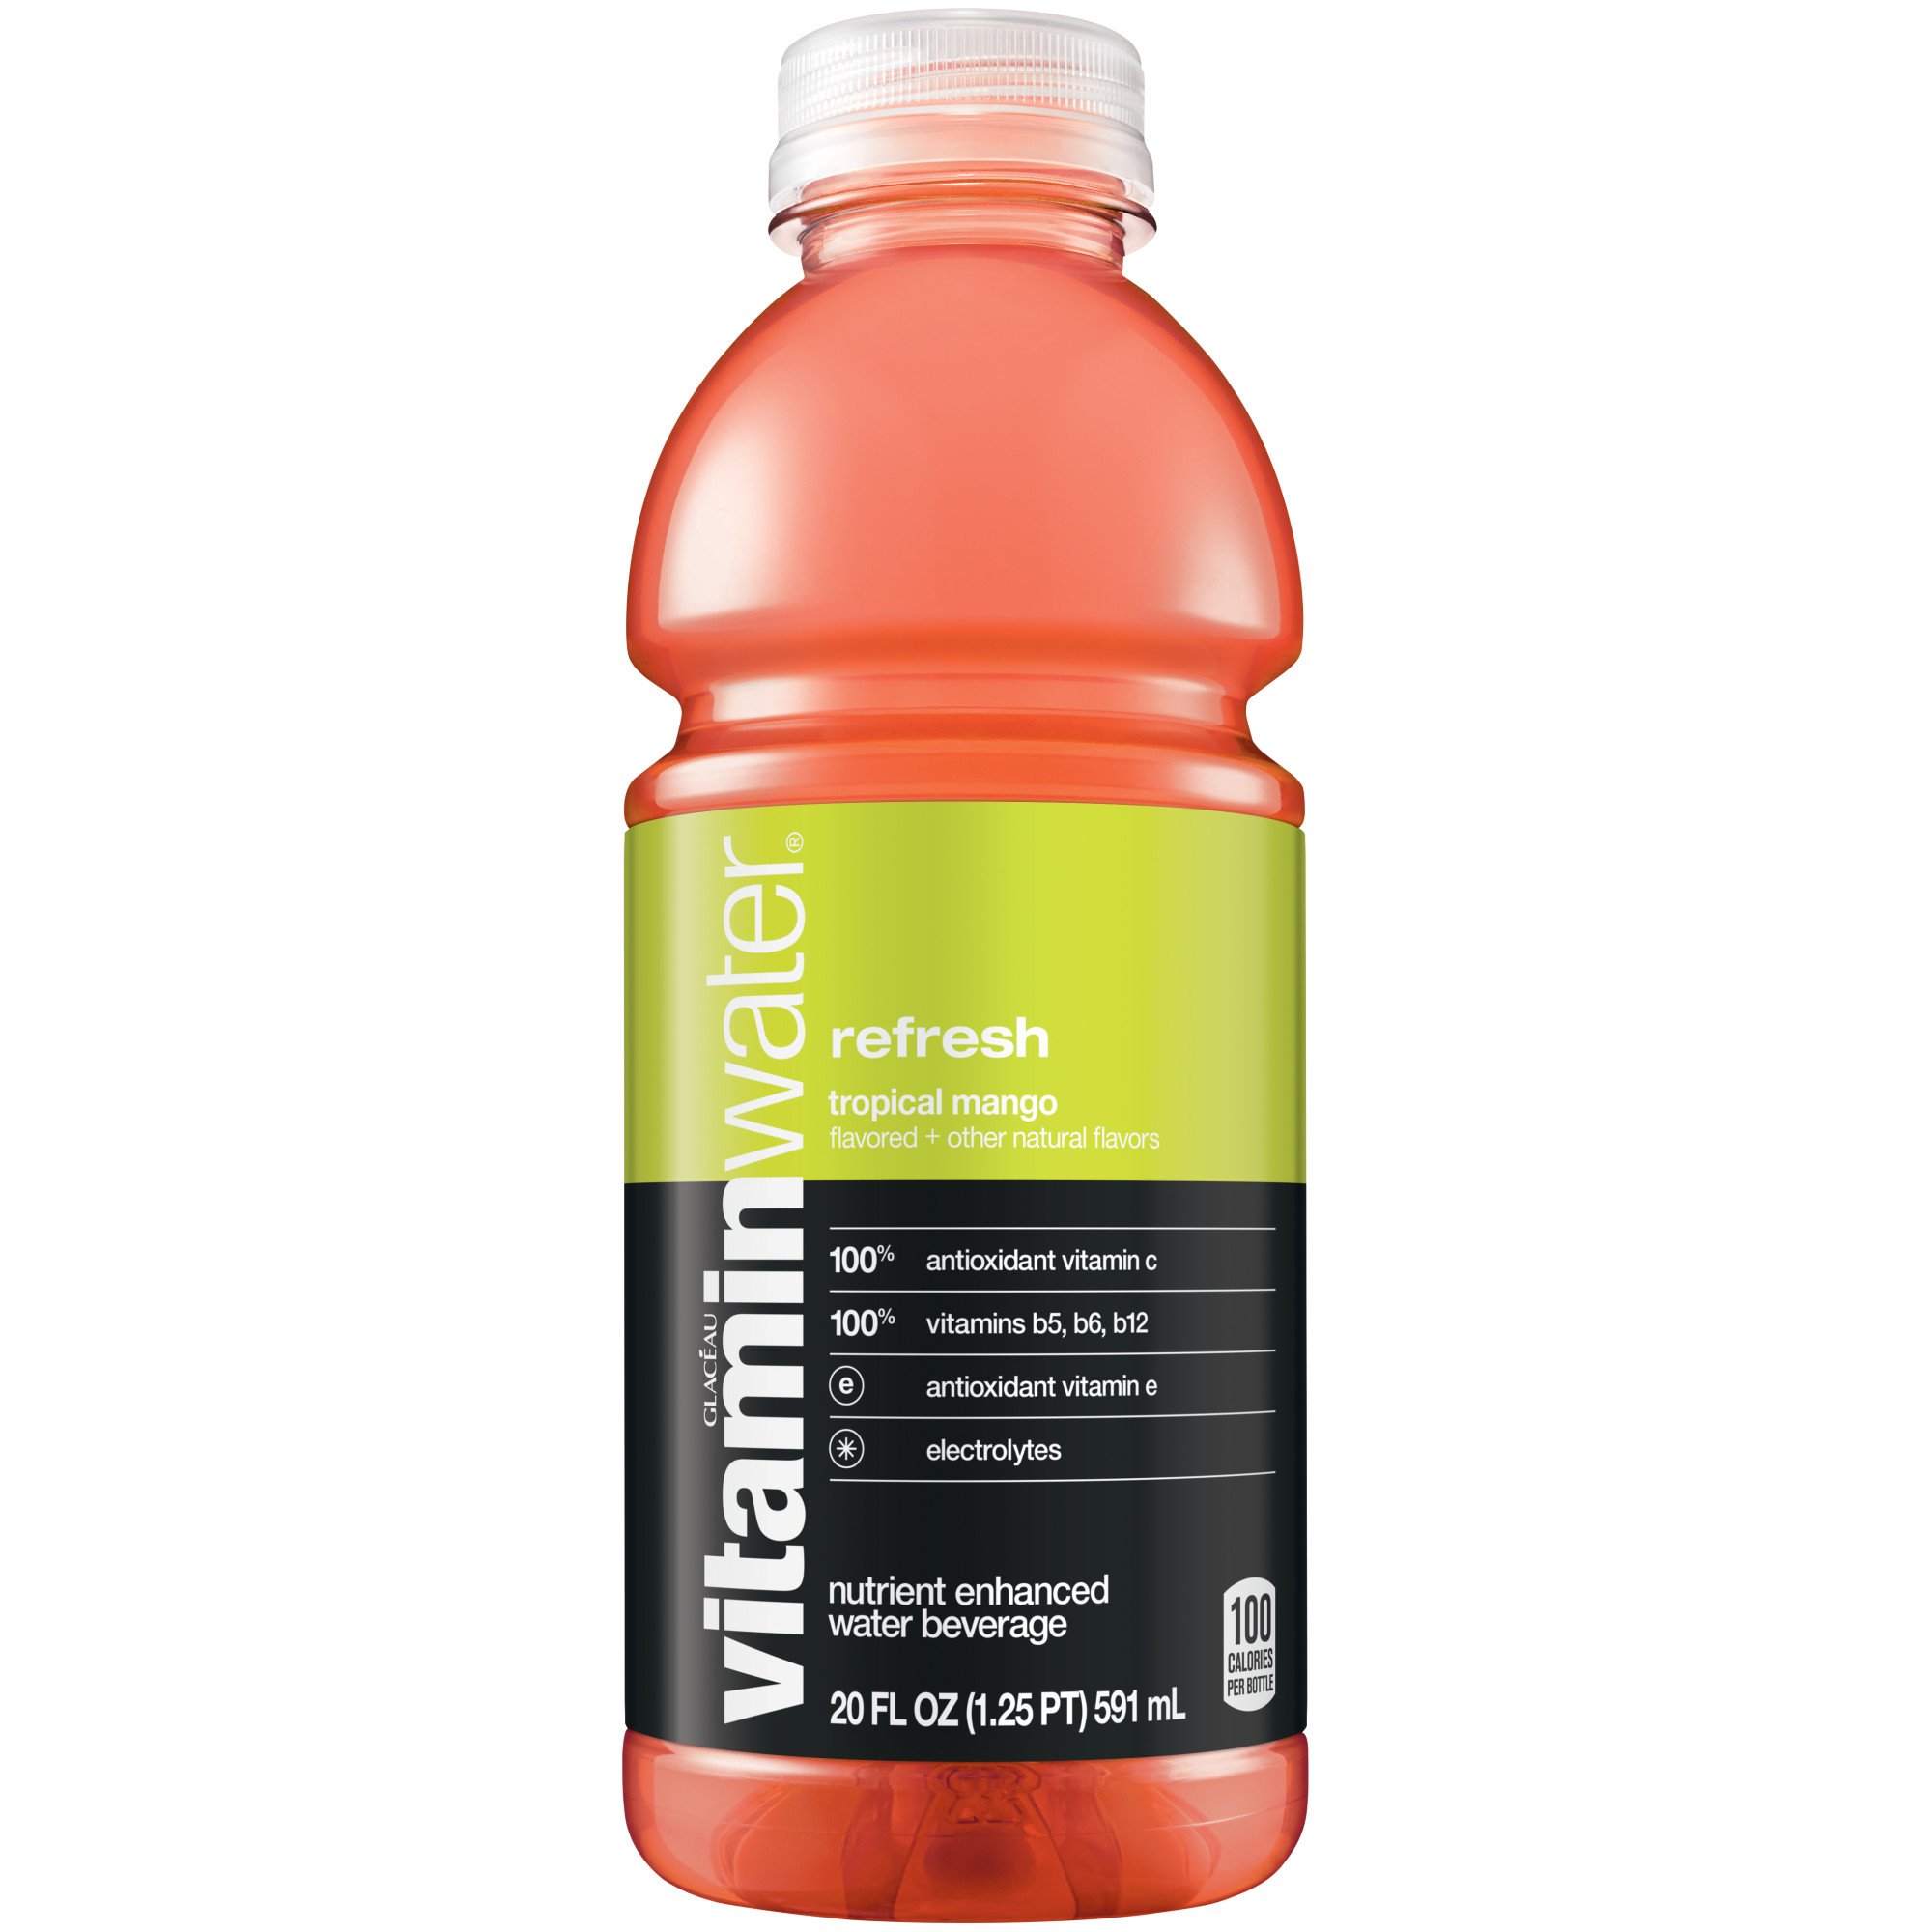 GLACÉAU
vitaminwater®
refresh
tropical mango
flavored + other natural flavors
100% antioxidant vitamin c
100% vitamins b5, b6, b12
e antioxidant vitamin e
electrolytes
nutrient enhanced
water beverage
20 FL OZ (1.25 PT) 591 mL
100
CALORIES
PER BOTTLE